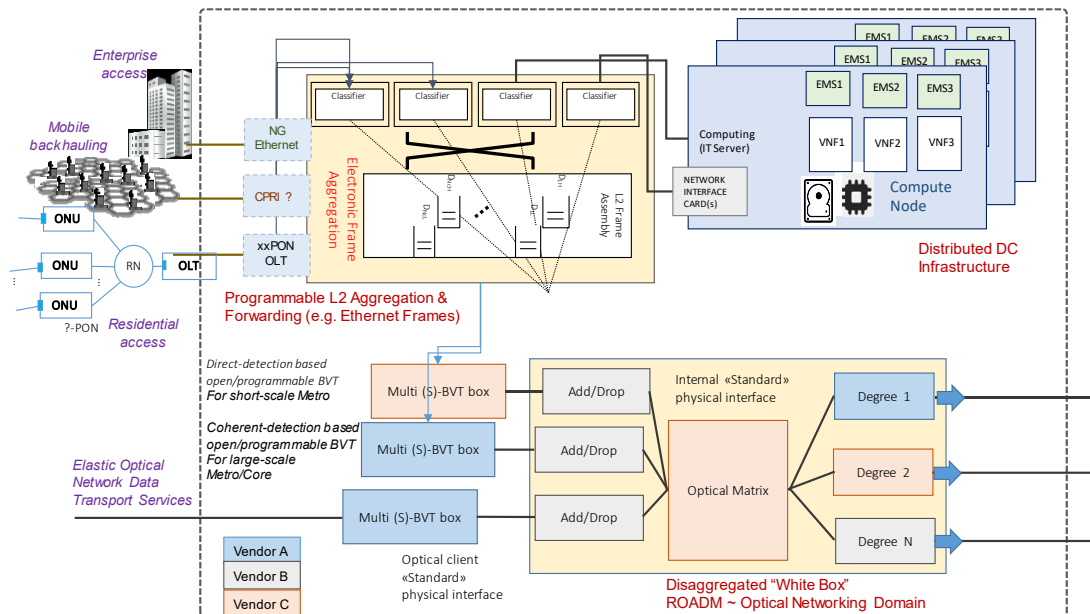 Enterprise
access
Mobile
backhauling
ONU
ONU
ONU
RN
OLT
?-PON
Residential
access
NG
Ethernet
CPRI ?
xxPON
OLT
Classifier
Classifier
Classifier
Classifier
Electronic Frame
Aggregation
L2 Frame
Assembly
Programmable L2 Aggregation &
Forwarding (e.g. Ethernet Frames)
EMS1
EMS2
EMS3
EMS1
EMS2
EMS3
EMS1
EMS2
EMS3
VNF1
VNF2
VNF3
Computing
(IT Server)
NETWORK
INTERFACE
CARD(s)
Compute
Node
Distributed DC
Infrastructure
Direct-detection based
open/programmable BVT
For short-scale Metro
Coherent-detection based
open/programmable BVT
For large-scale
Metro/Core
Elastic Optical
Network Data
Transport Services
Multi (S)-BVT box
Multi (S)-BVT box
Multi (S)-BVT box
Add/Drop
Add/Drop
Add/Drop
Internal «Standard»
physical interface
Optical Matrix
Degree 1
Degree 2
Degree N
Optical client
«Standard»
physical interface
Vendor A
Vendor B
Vendor C
Disaggregated “White Box”
ROADM ~ Optical Networking Domain